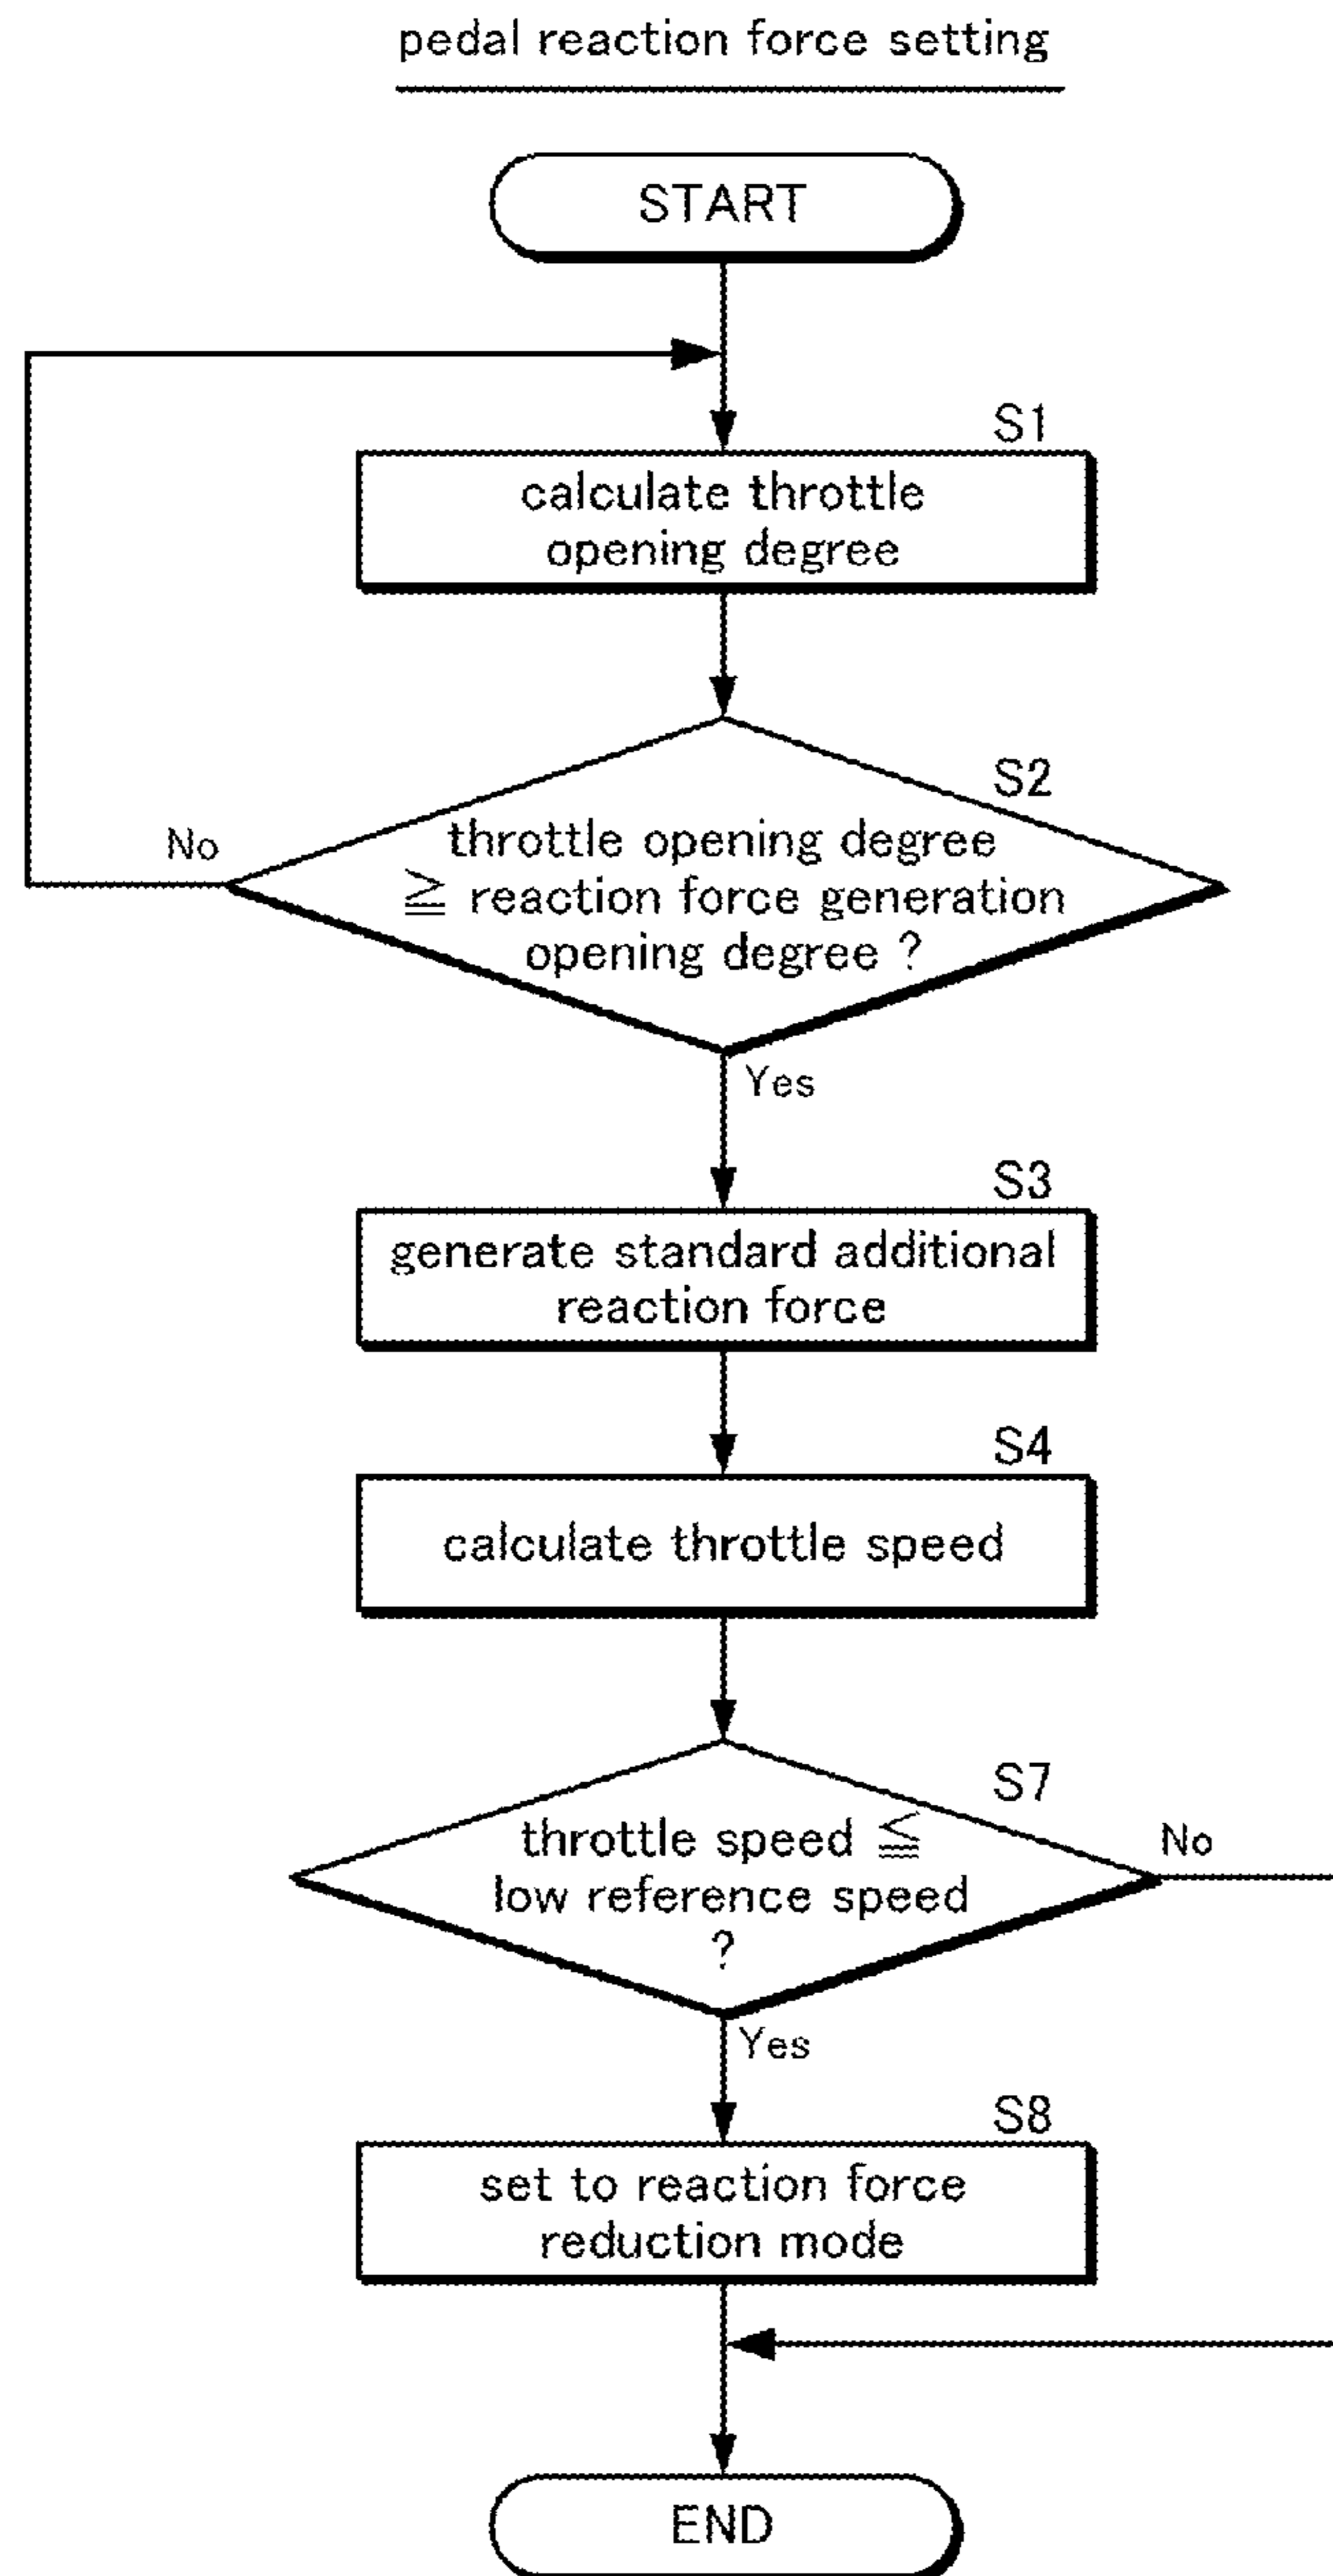 pedal reaction force setting
START
S1
calculate throttle
opening degree
S2
No
throttle opening degree
≧ reaction force generation
opening degree ?
Yes
S3
generate standard additional
reaction force
S4
calculate throttle speed
S7
No
throttle speed ≦
low reference speed
?
Yes
S8
set to reaction force
reduction mode
END